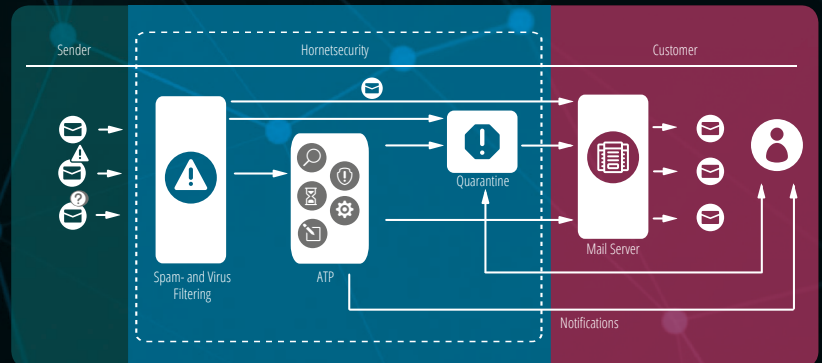 Sender
Hornetsecurity
Customer
Quarantine
Mail Server
Spam- and Virus
Filtering
ATP
Notifications